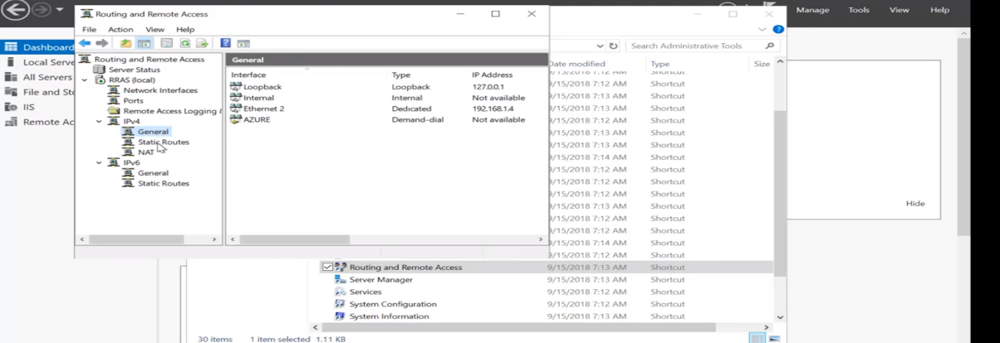 Routing and Remote Access
File Action View Help
Routing and Remote Access
Server Status
RRAS (local)
Network Interfaces
Ports
Remote Access Logging
IPv4
General
Static Routes
NAT
IPv6
General
Static Routes
General
Interface Type IP Address
Loopback Loopback 127.0.0.1
Internal Internal Not available
Ethernet 2 Dedicated 192.168.1.4
AZURE Demand-dial Not available
Manage Tools View Help
Dashboard
Local Serve
All Servers
File and Sto
IIS
Remote Ac
Search Administrative Tools
Date modified Type Size
9/15/2018 7:12 AM Shortcut
9/15/2018 7:13 AM Shortcut
9/15/2018 7:12 AM Shortcut
9/15/2018 7:13 AM Shortcut
9/15/2018 7:12 AM Shortcut
9/15/2018 7:13 AM Shortcut
9/15/2018 7:14 AM Shortcut
9/15/2018 7:12 AM Shortcut
9/15/2018 7:12 AM Shortcut
9/15/2018 7:12 AM Shortcut
9/15/2018 7:13 AM Shortcut
9/15/2018 7:12 AM Shortcut
9/15/2018 7:12 AM Shortcut
9/15/2018 7:14 AM Shortcut
9/15/2018 7:12 AM Shortcut
Routing and Remote Access 9/15/2018 7:13 AM Shortcut
Server Manager 9/15/2018 7:13 AM Shortcut
Services 9/15/2018 7:12 AM Shortcut
System Configuration 9/15/2018 7:12 AM Shortcut
System Information 9/15/2018 7:12 AM Shortcut
30 items 1 item selected 1.11 KB
Hide